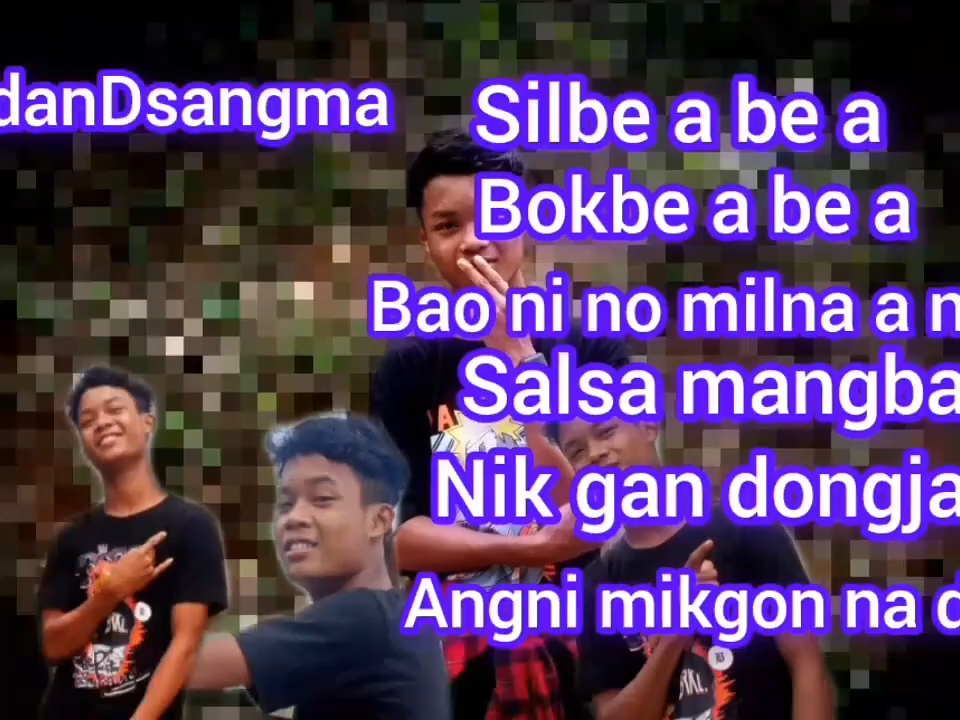 danDsangma
Silbe a be a
Bokbe a be a
Bao ni no milna a
Salsa mangba
Nik gan dongja
Angni mikgon na